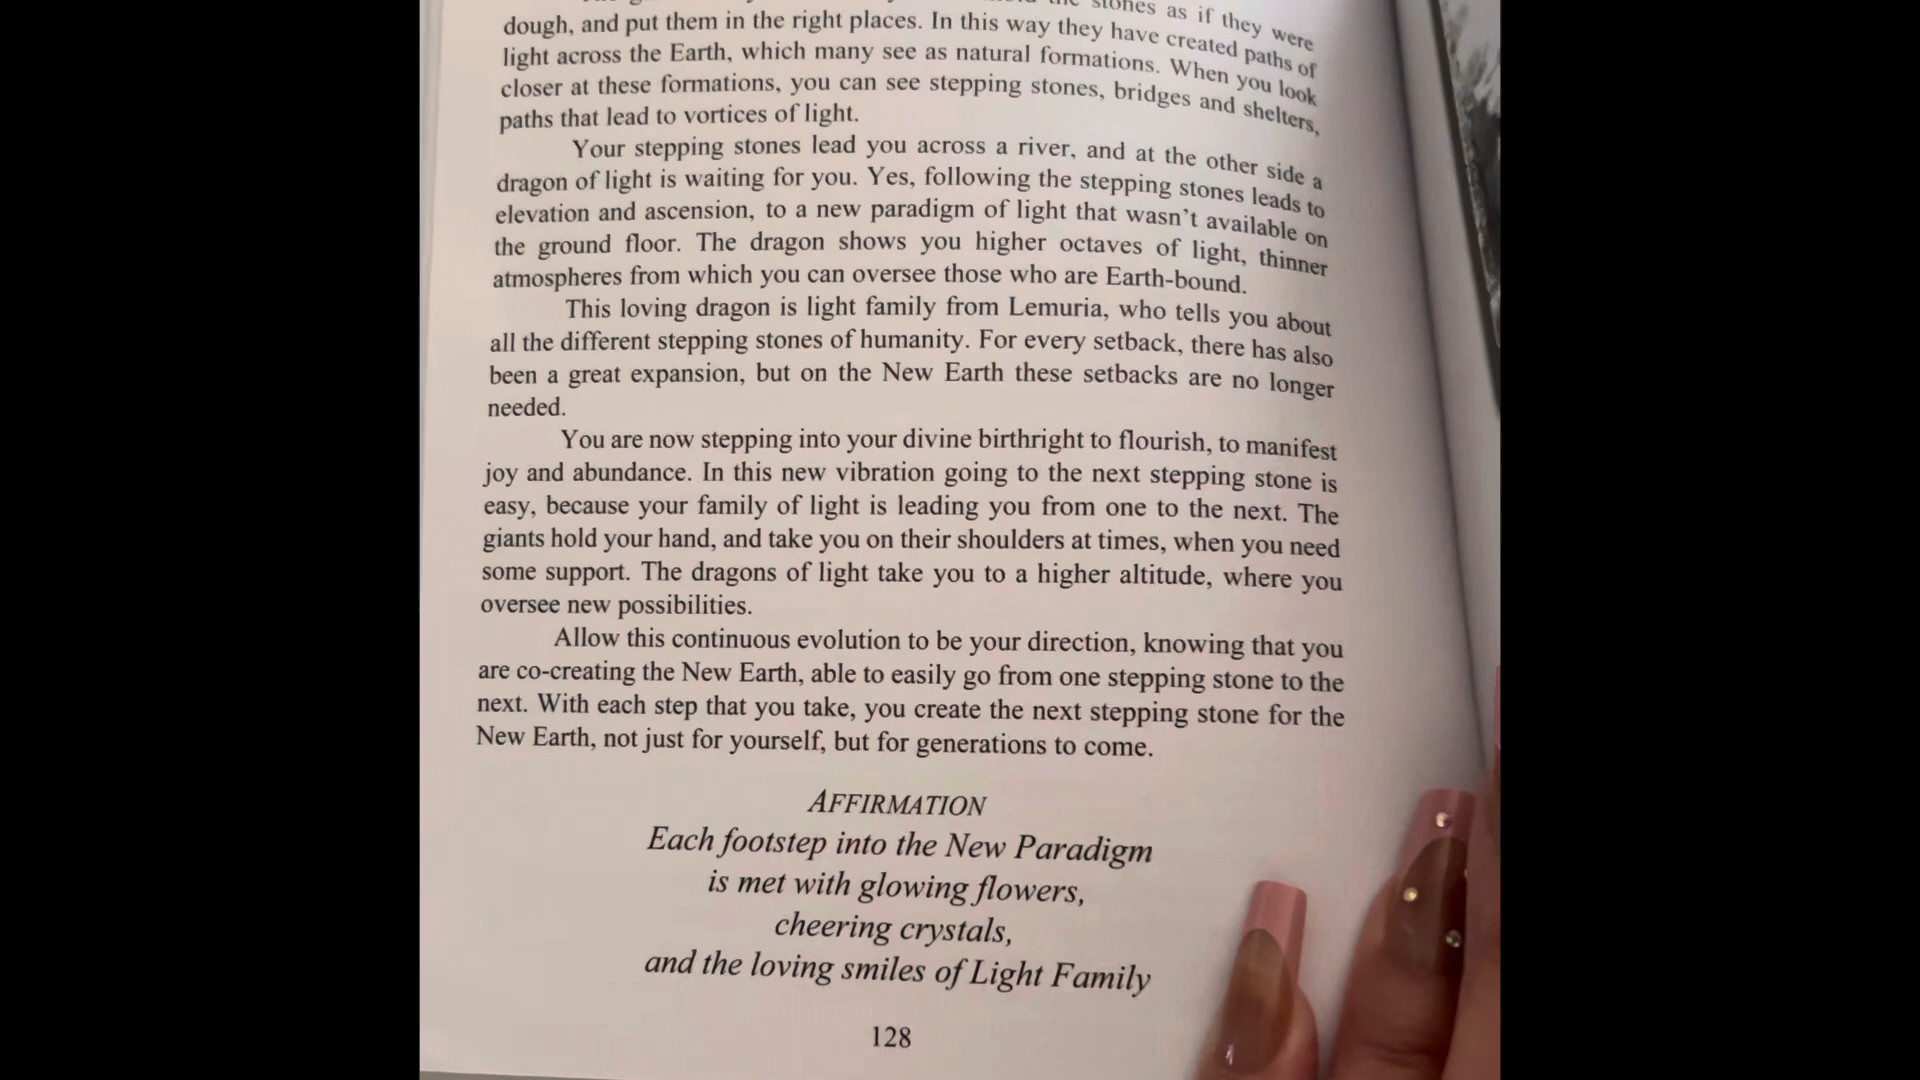 stones as if they were
dough, and put them in the right places. In this way they have created paths of
light across the Earth, which many see as natural formations. When you look
closer at these formations, you can see stepping stones, bridges and shelters,
paths that lead to vortices of light.
Your stepping stones lead you across a river, and at the other side a
dragon of light is waiting for you. Yes, following the stepping stones leads to
elevation and ascension, to a new paradigm of light that wasn't available on
the ground floor. The dragon shows you higher octaves of light, thinner
atmospheres from which you can oversee those who are Earth-bound.
This loving dragon is light family from Lemuria, who tells you about
all the different stepping stones of humanity. For every setback, there has also
been a great expansion, but on the New Earth these setbacks are no longer
needed.
You are now stepping into your divine birthright to flourish, to manifest
joy and abundance. In this new vibration going to the next stepping stone is
easy, because your family of light is leading you from one to the next. The
giants hold your hand, and take you on their shoulders at times, when you need
some support. The dragons of light take you to a higher altitude, where you
oversee new possibilities.
Allow this continuous evolution to be your direction, knowing that you
are co-creating the New Earth, able to easily go from one stepping stone to the
next. With each step that you take, you create the next stepping stone for the
New Earth, not just for yourself, but for generations to come.
AFFIRMATION
Each footstep into the New Paradigm
is met with glowing flowers,
cheering crystals,
and the loving smiles of Light Family
128